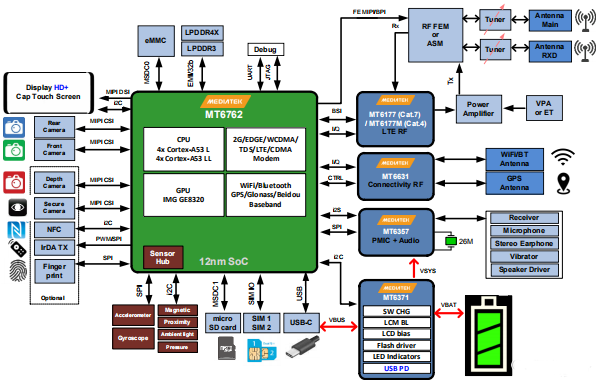 FEMIPI/SPI
eMMC
LPDDR4X
LPDDR3
Debug
MSDC0
EMI/32b
UART
JTAG
Rx
RF FEM
or
ASM
Tuner
Antenna
Main
Tuner
Antenna
RXD
Tx
Display HD+
Cap Touch Screen
MIPI DSI
I2C
Rear
Camera
MIPI CSI
Front
Camera
MIPI CSI
Depth
Camera
MIPI CSI
Secure
Camera
MIPI CSI
NFC
I2C
IrDA TX
PWM/SPI
Finger
print
SPI
Optional
MEDIATEK
MT6762
CPU
4x Cortex-A53 L
4x Cortex-A53 LL
2G/EDGE/WCDMA/
TDS/LTE/CDMA
Modem
GPU
IMG GE8320
WiFi/Bluetooth
GPS/Glonass/Beidou
Baseband
Sensor
Hub
12nm SoC
BSI
I/Q
MEDIATEK
MT6177 (Cat.7)
/ MT6177M (Cat.4)
LTE RF
Power
Amplifier
VPA
or ET
I/Q
CTRL
MEDIATEK
MT6631
Connectivity RF
WiFi/BT
Antenna
GPS
Antenna
I2S
SPI
MEDIATEK
MT6357
PMIC + Audio
26M
Receiver
Microphone
Stereo Earphone
Vibrator
Speaker Driver
I2C
VSYS
MEDIATEK
MT6371
SW CHG
LCM BL
LCD bias
Flash driver
LED Indicators
USB PD
VBUS
VBAT
SPI
I2C
MSDC1
SIM/IO
USB
Accelerometer
Gyroscope
Magnetic
Proximity
Ambient light
Pressure
micro
SD card
SIM 1
SIM 2
USB-C